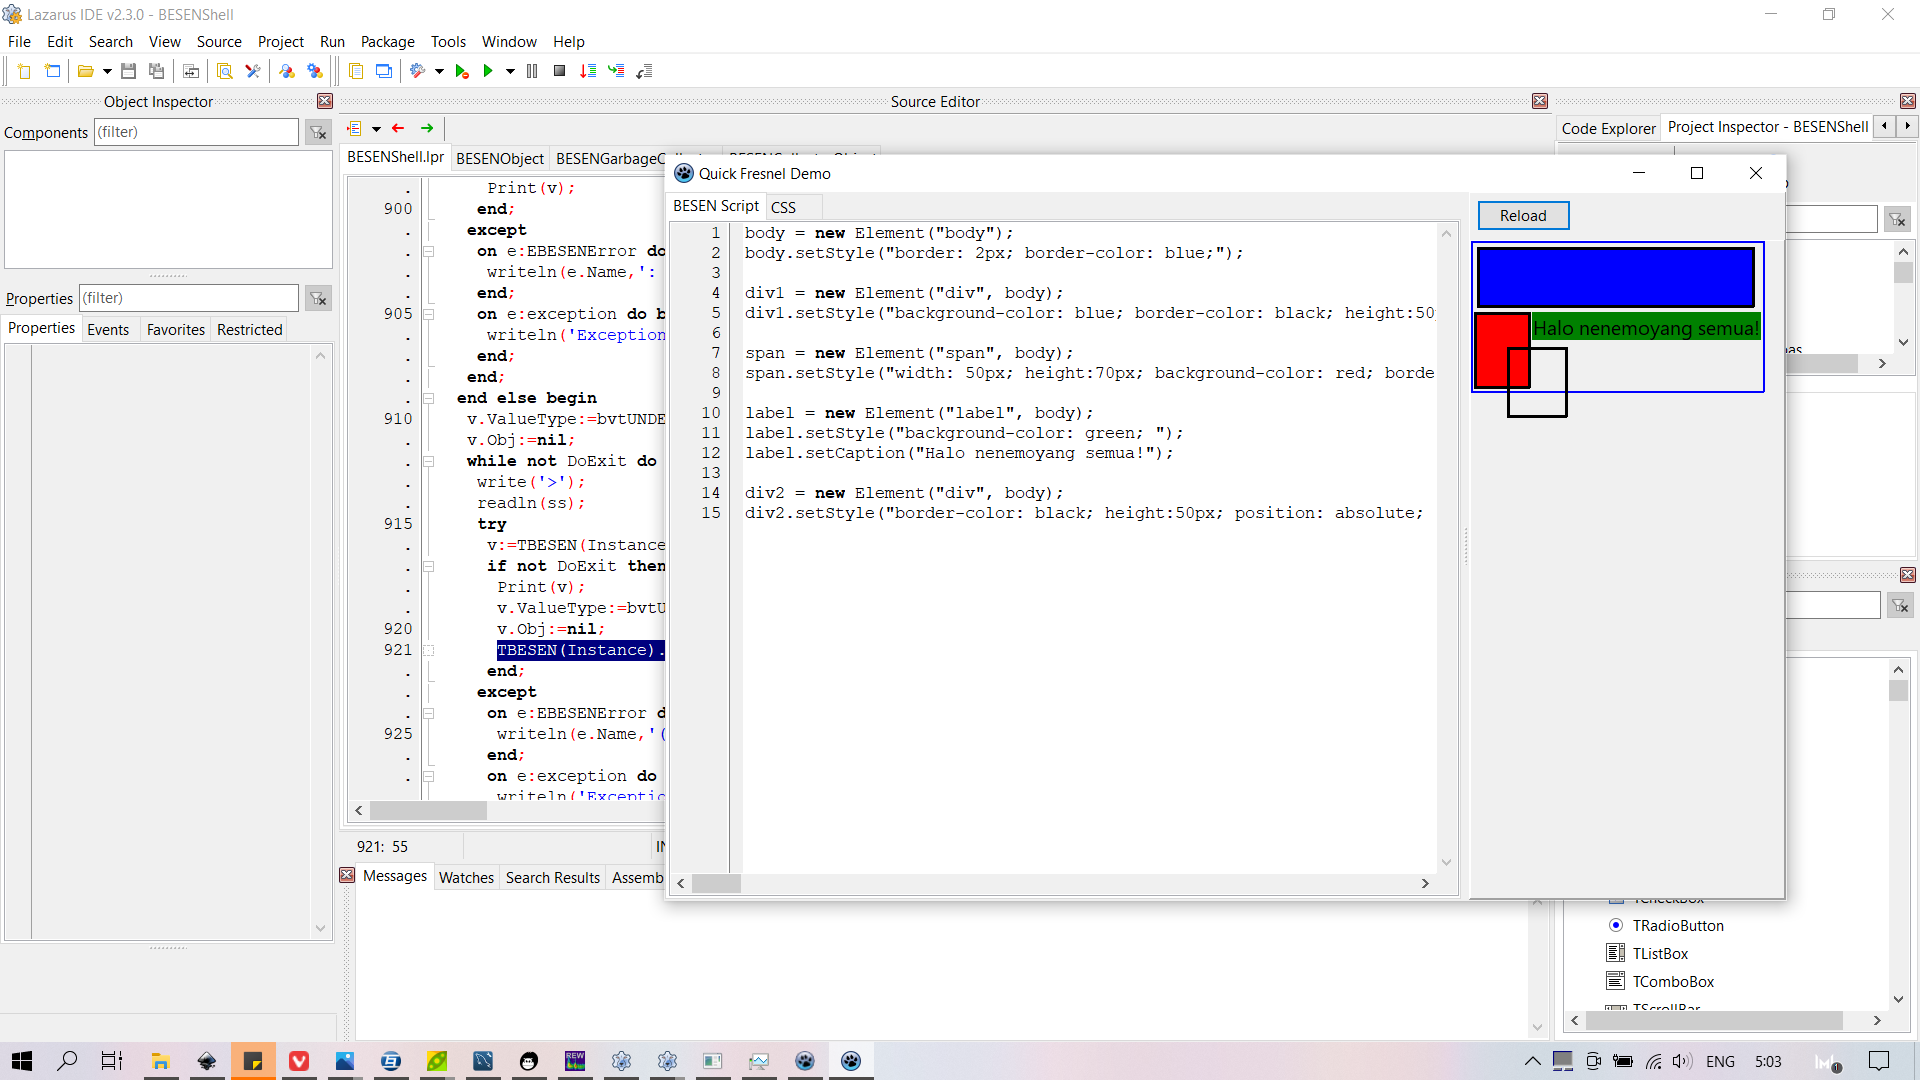 Lazarus IDE v2.3.0 - BESENShell
File Edit Search View Source Project Run Package Tools Window Help
Object Inspector
Source Editor
Components (filter)
Properties (filter)
Properties Events Favorites Restricted
BESENShell.lpr BESENObject
Print(v);
900 end;
except
on e:EBESENError do
writeln(e.Name,':
end;
905 on e:exception do b
writeln('Exception
end;
end;
end else begin
910 v.ValueType:=bvtUNDE
v.Obj:=nil;
while not DoExit do
write('>');
readln(ss);
915 try
v:=TBESEN(Instance
if not DoExit then
Print(v);
v.ValueType:=bvtU
920 v.Obj:=nil;
921 TBESEN(Instance).
end;
except
on e:EBESENError d
925 writeln(e.Name,'(
end;
on e:exception do
writeln('Exceptio
921: 55
Messages Watches Search Results Assemb
Quick Fresnel Demo
BESEN Script CSS
1 body = new Element("body");
2 body.setStyle("border: 2px; border-color: blue;");
3
4 div1 = new Element("div", body);
5 div1.setStyle("background-color: blue; border-color: black; height:50
6
7 span = new Element("span", body);
8 span.setStyle("width: 50px; height:70px; background-color: red; borde
9
10 label = new Element("label", body);
11 label.setStyle("background-color: green; ");
12 label.setCaption("Halo nenemoyang semua!");
13
14 div2 = new Element("div", body);
15 div2.setStyle("border-color: black; height:50px; position: absolute;
Reload
Halo nenemoyang semua!
Code Explorer Project Inspector - BESENShell
TCheckBox
TRadioButton
TListBox
TComboBox
TScrollBar
REW
ENG 5:03